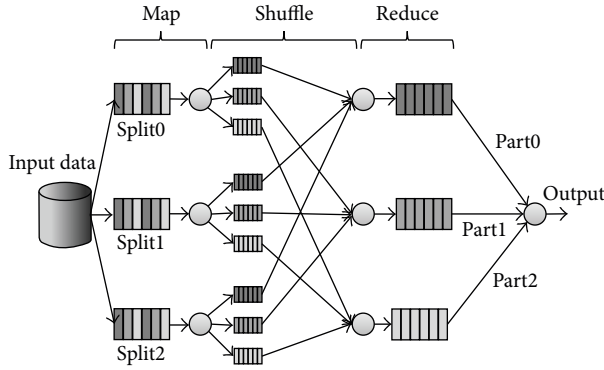 Map Shuffle Reduce
Split0
Part0
Input data
Output
Split1
Part1
Part2
Split2